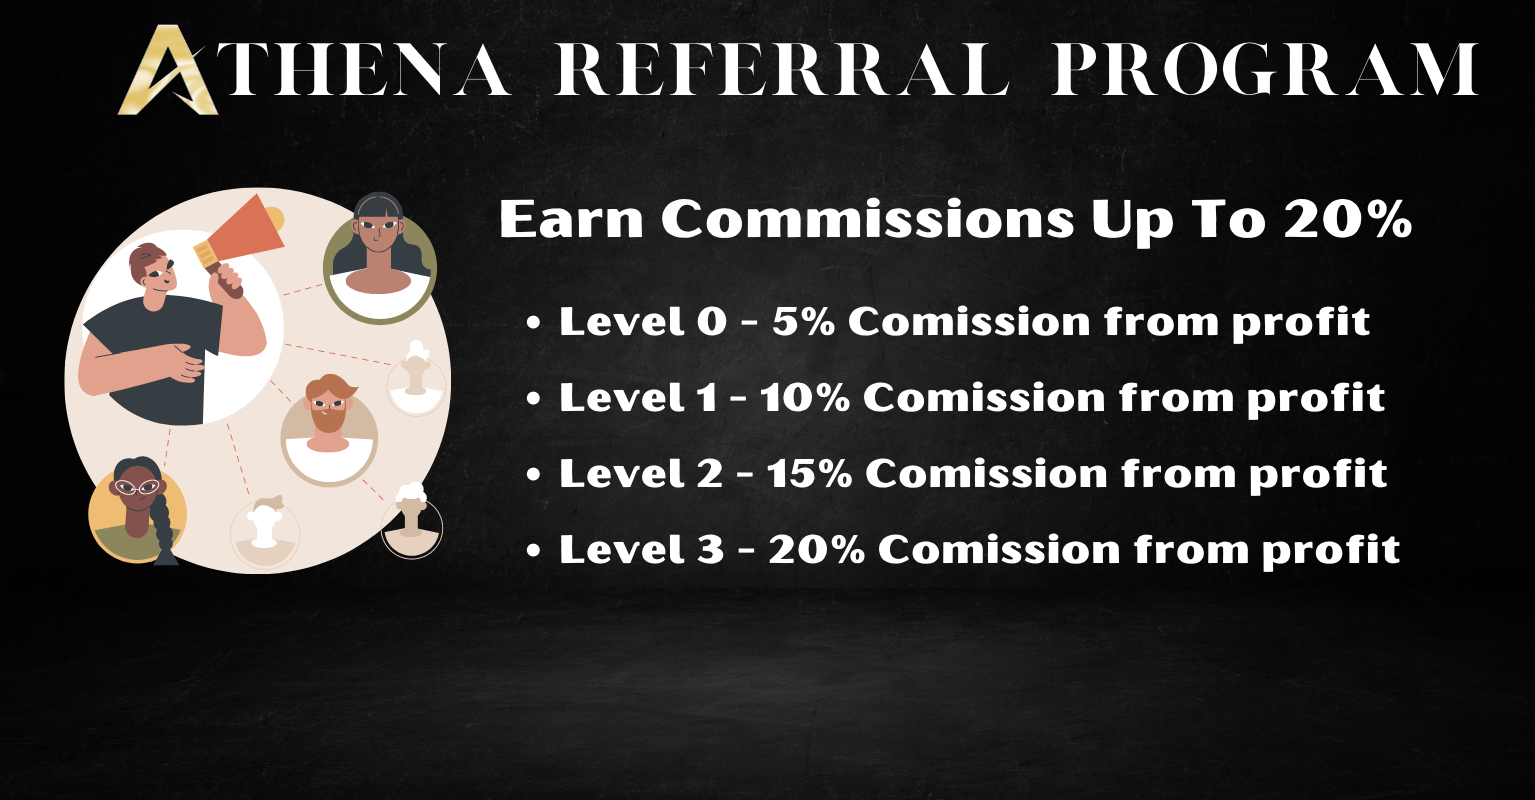 ATHENA REFERRAL PROGRAM
Earn Commissions Up To 20%
• Level 0 - 5% Comission from profit
• Level 1 - 10% Comission from profit
• Level 2 - 15% Comission from profit
• Level 3 - 20% Comission from profit